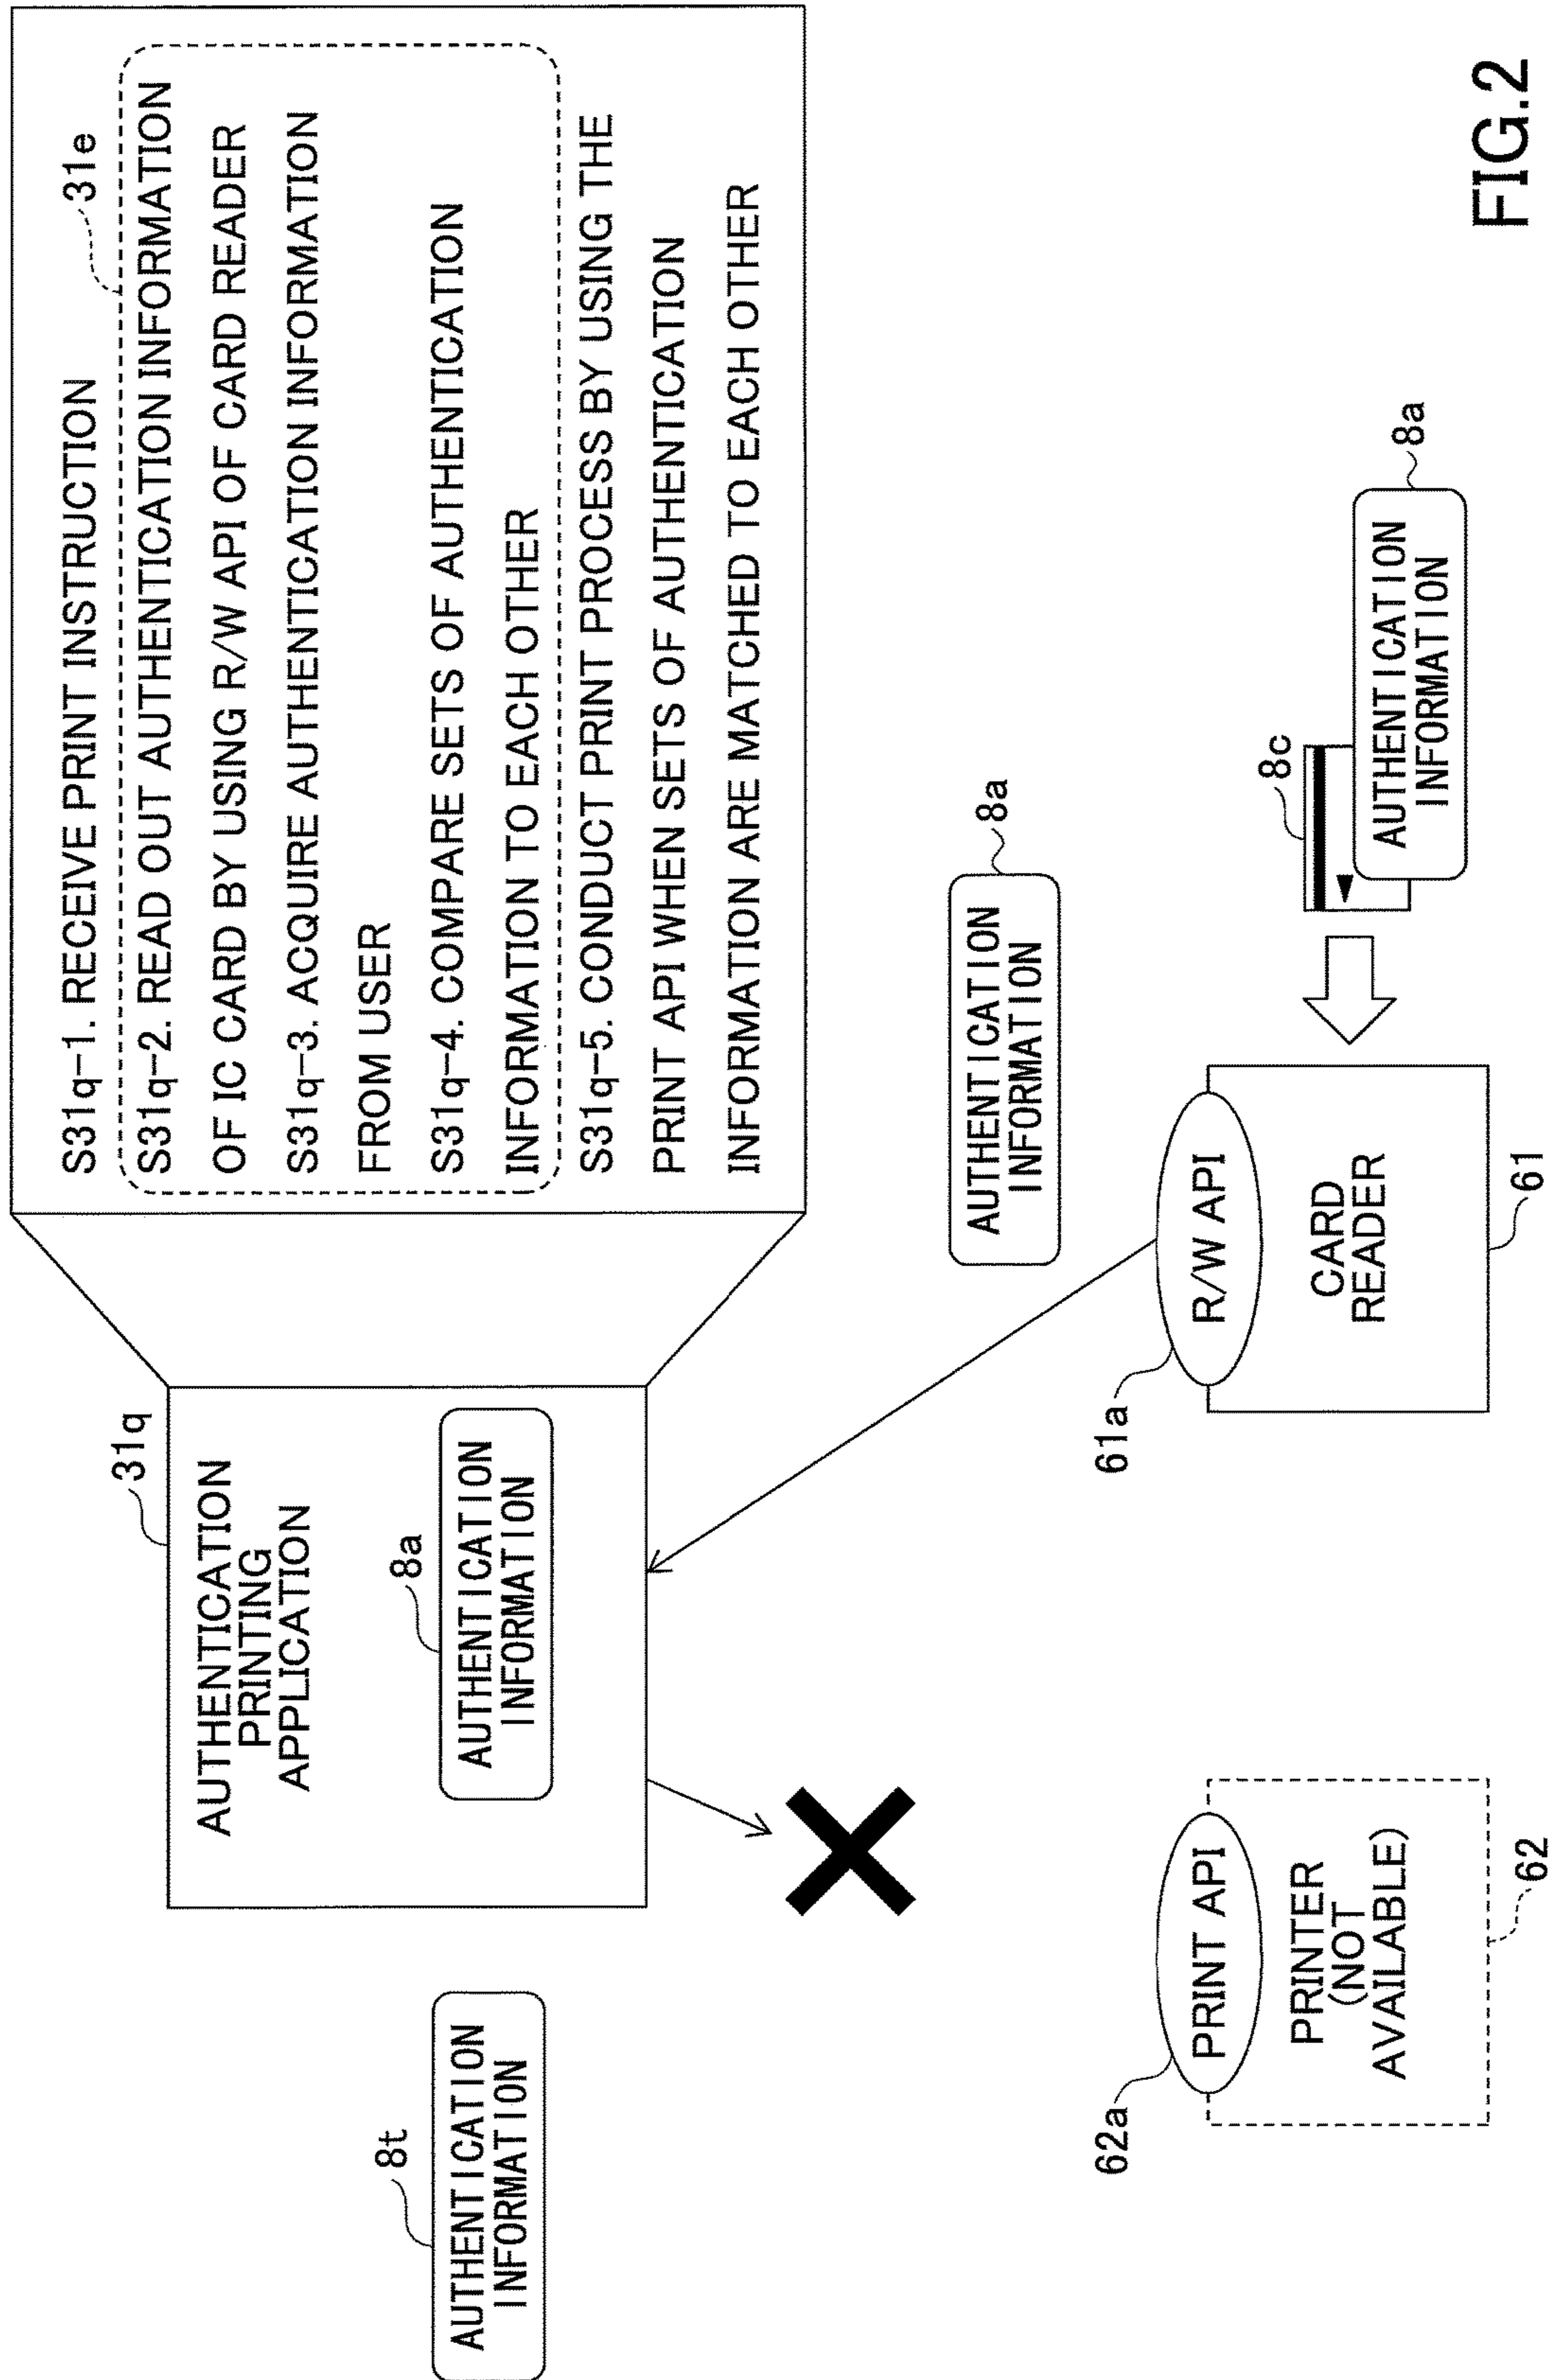 8t
AUTHENTICATION
INFORMATION
31q
AUTHENTICATION
PRINTING
APPLICATION
8a
AUTHENTICATION
INFORMATION
S31q-1. RECEIVE PRINT INSTRUCTION
31e
S31q-2. READ OUT AUTHENTICATION INFORMATION
OF IC CARD BY USING R/W API OF CARD READER
S31q-3. ACQUIRE AUTHENTICATION INFORMATION
FROM USER
S31q-4. COMPARE SETS OF AUTHENTICATION
INFORMATION TO EACH OTHER
S31q-5. CONDUCT PRINT PROCESS BY USING THE
PRINT API WHEN SETS OF AUTHENTICATION
INFORMATION ARE MATCHED TO EACH OTHER
8a
AUTHENTICATION
INFORMATION
62a
PRINT API
PRINTER
(NOT
AVAILABLE)
62
61a
R/W API
CARD
READER
61
8c
8a
AUTHENTICATION
INFORMATION
FIG.2